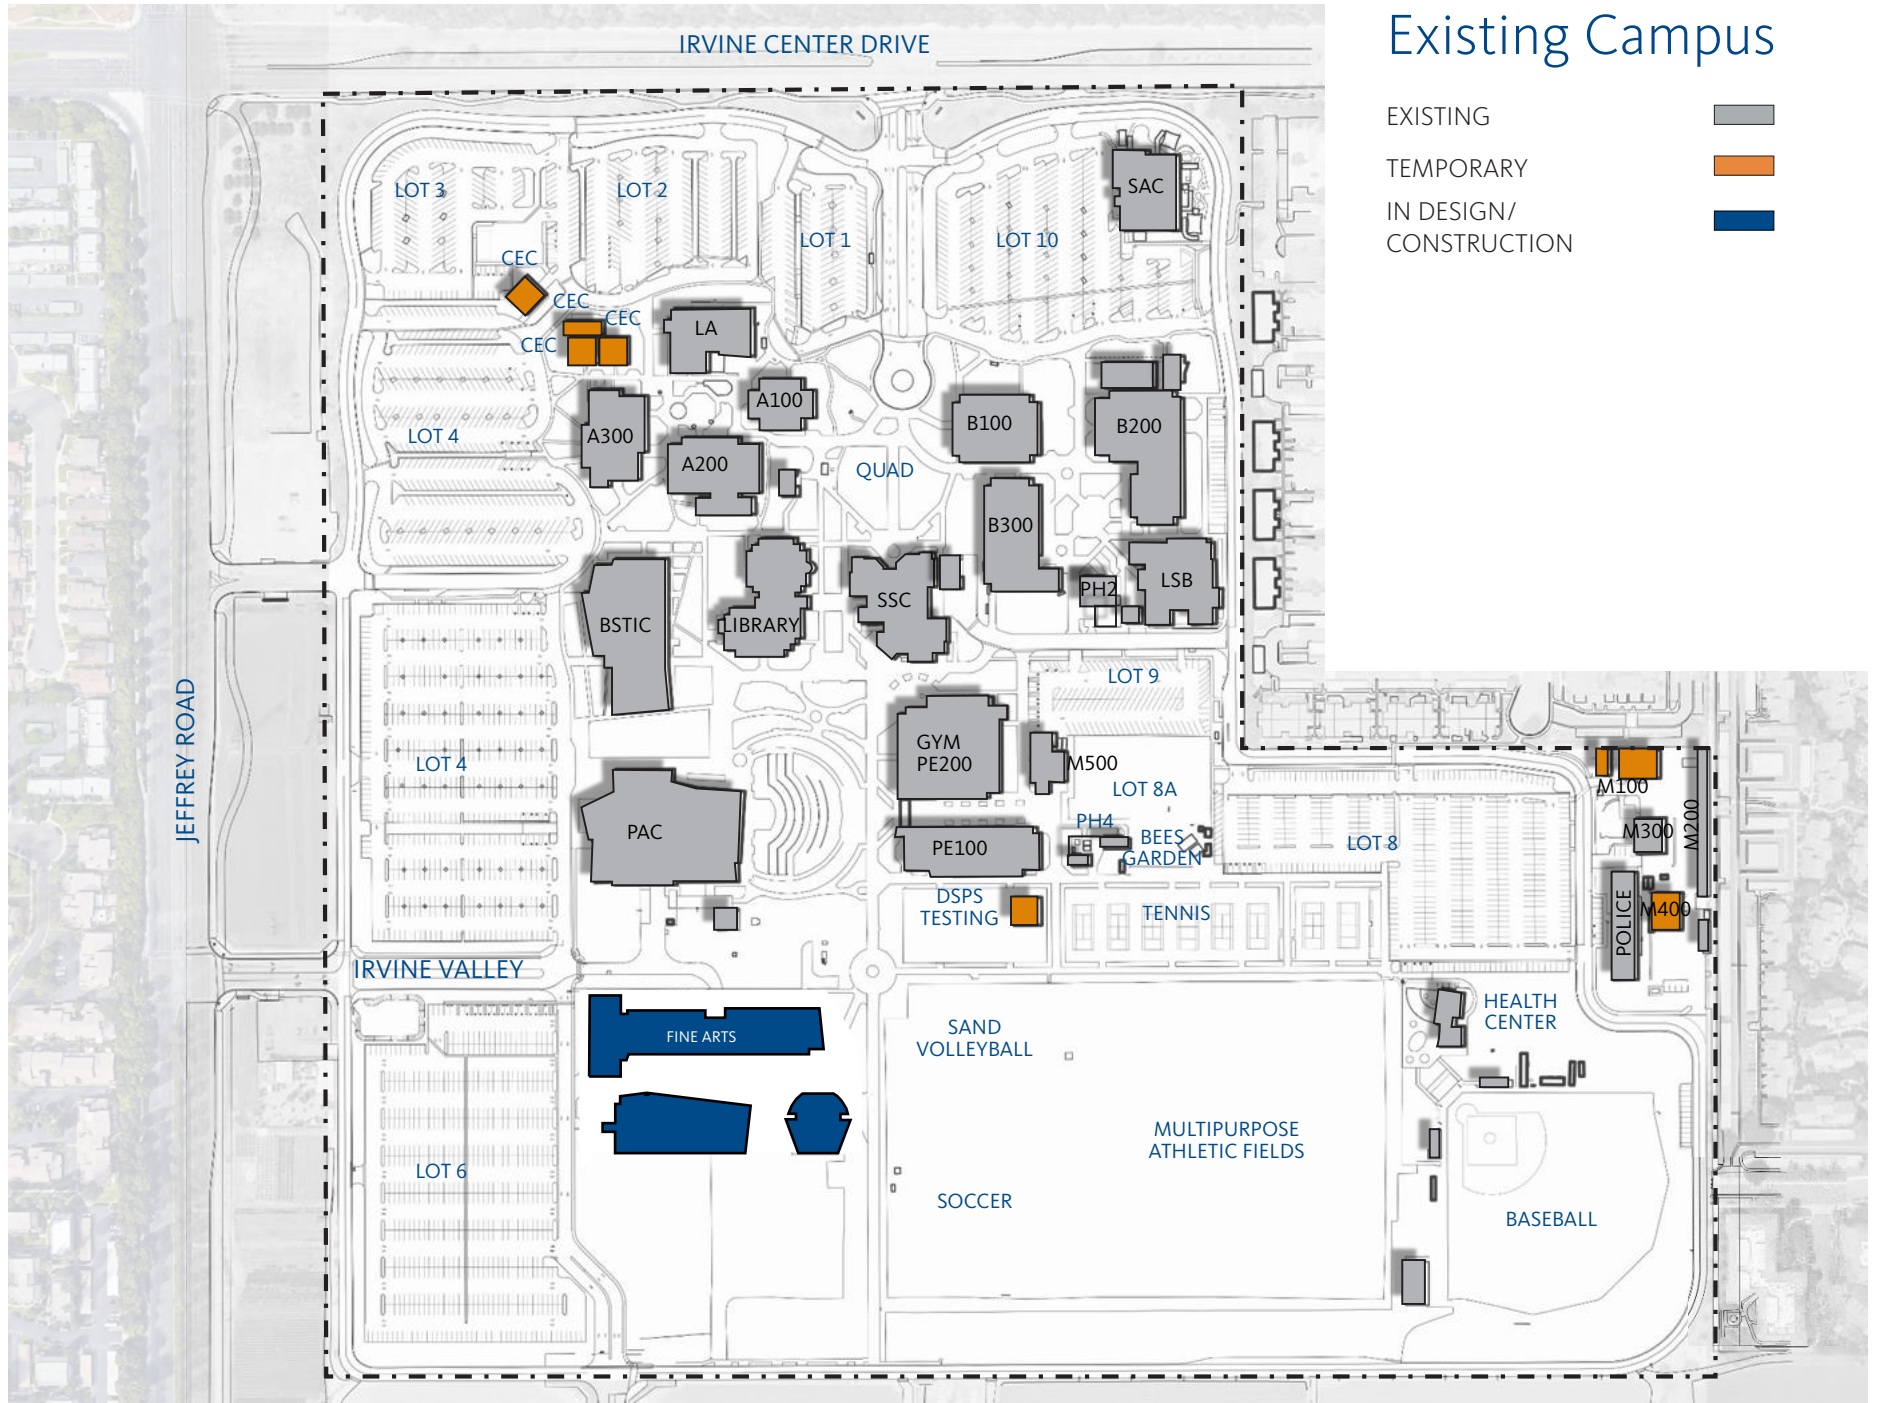 Existing Campus
IRVINE CENTER DRIVE
EXISTING
TEMPORARY
IN DESIGN/
CONSTRUCTION
LOT 3
LOT 2
SAC
LOT 1
LOT 10
CEC
CEC
CEC
CEC
LA
A100
A300
LOT 4
A200
QUAD
B100
B200
B300
BSTIC
LIBRARY
SSC
PH2
LSB
LOT 9
JEFFREY ROAD
LOT 4
GYM
PE200
M500
LOT 8A
M100
M200
M300
PAC
PE100
PH4
BEES
GARDEN
LOT 8
DSPS
TESTING
TENNIS
POLICE
M400
IRVINE VALLEY
FINE ARTS
SAND
VOLLEYBALL
HEALTH
CENTER
MULTIPURPOSE
ATHLETIC FIELDS
LOT 6
SOCCER
BASEBALL